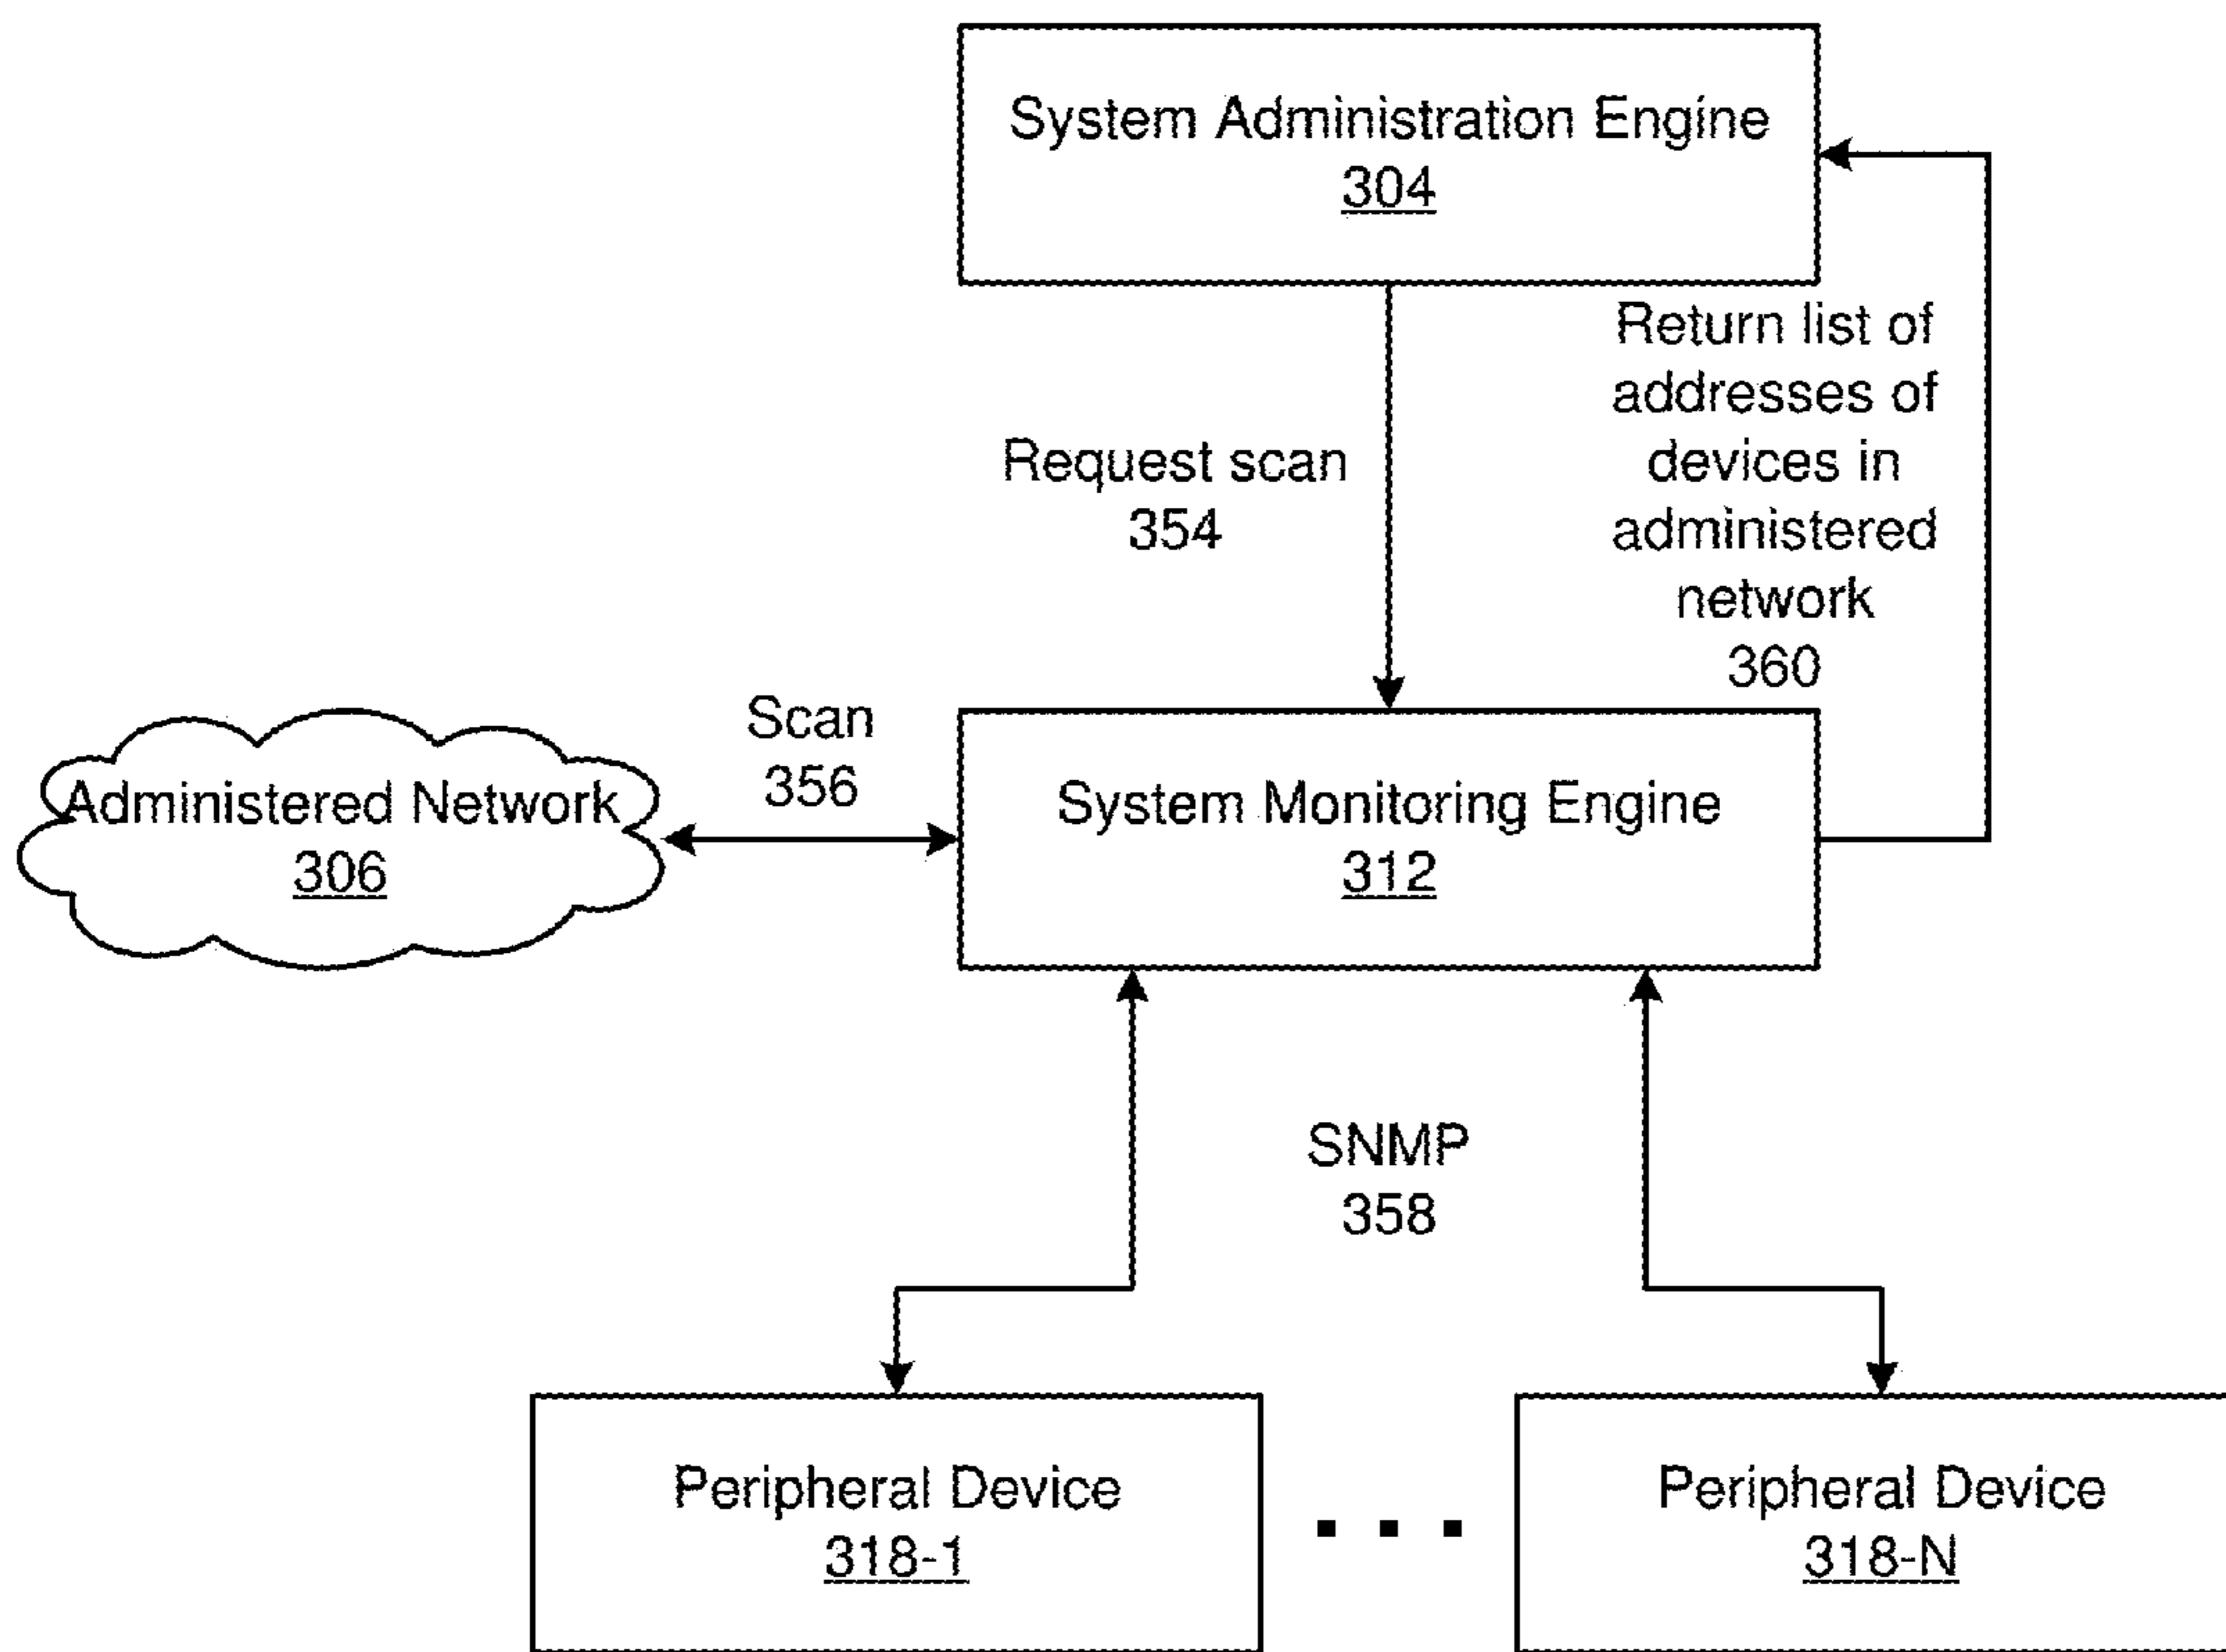 System Administration Engine
304
Return list of
addresses of
devices in
administered
network
360
Request scan
354
Scan
356
Administered Network
306
System Monitoring Engine
312
SNMP
358
Peripheral Device
318-1
Peripheral Device
318-N